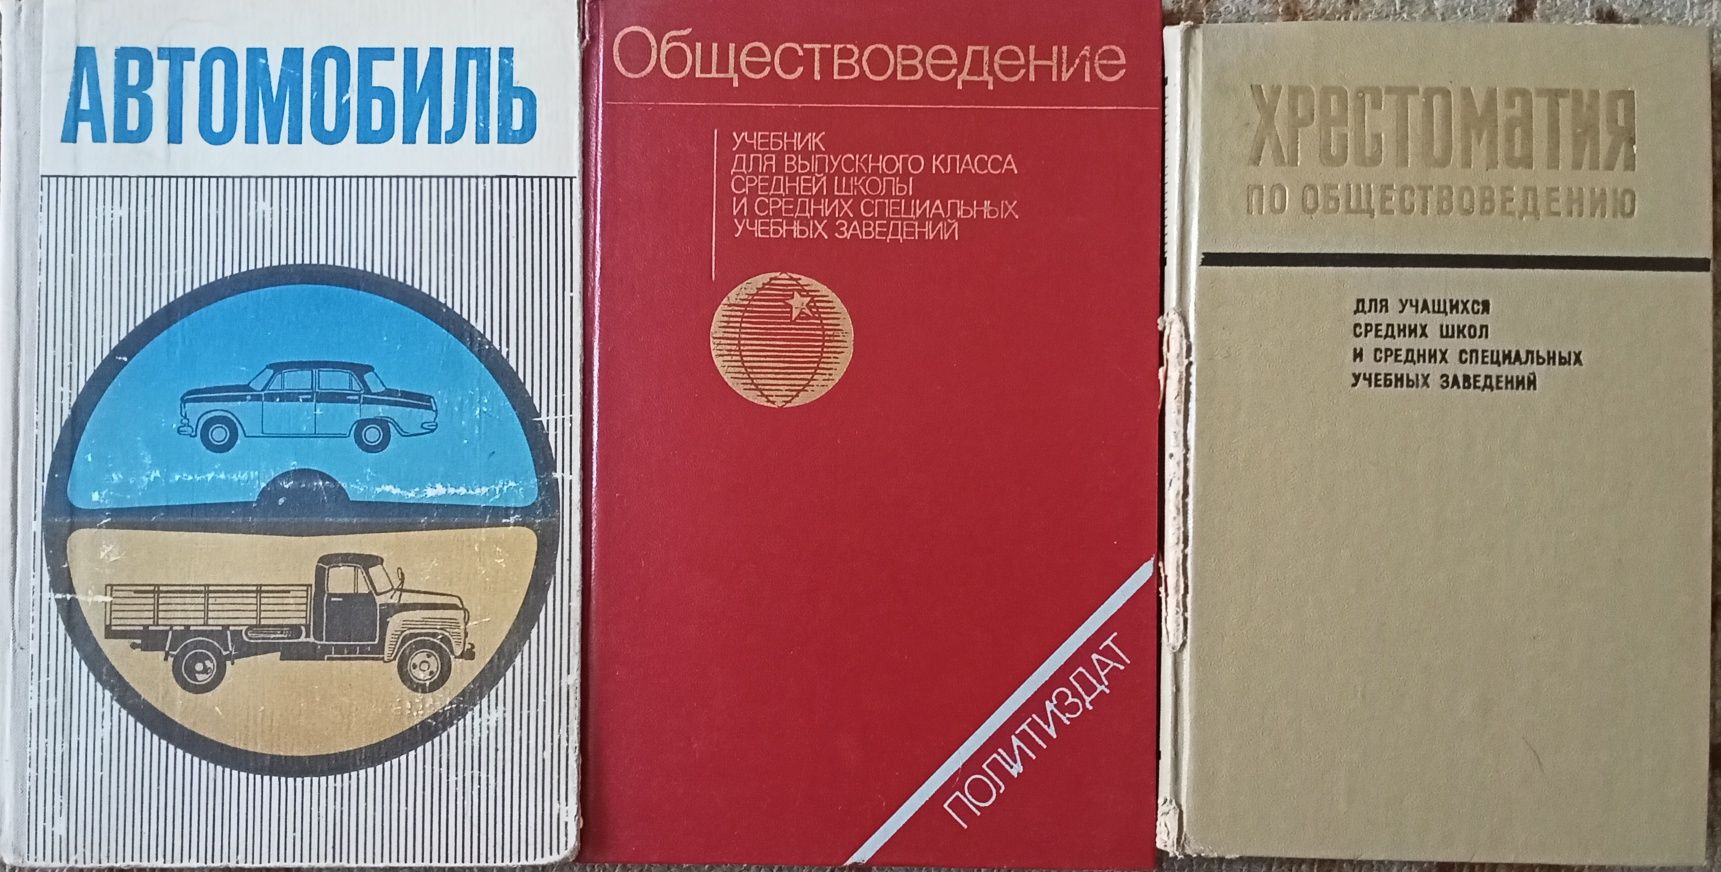 АВТОМОБИЛЬ
Обществоведение
УЧЕБНИК
ДЛЯ ВЫПУСКНОГО КЛАССА
СРЕДНЕЙ ШКОЛЫ
И СРЕДНИХ СПЕЦИАЛЬНЫХ
УЧЕБНЫХ ЗАВЕДЕНИЙ
ПОЛИТИЗДАТ
ХРЕСТОМАТИЯ
ПО ОБЩЕСТВОВЕДЕНИЮ
ДЛЯ УЧАЩИХСЯ
СРЕДНИХ ШКОЛ
И СРЕДНИХ СПЕЦИАЛЬНЫХ
УЧЕБНЫХ ЗАВЕДЕНИЙ